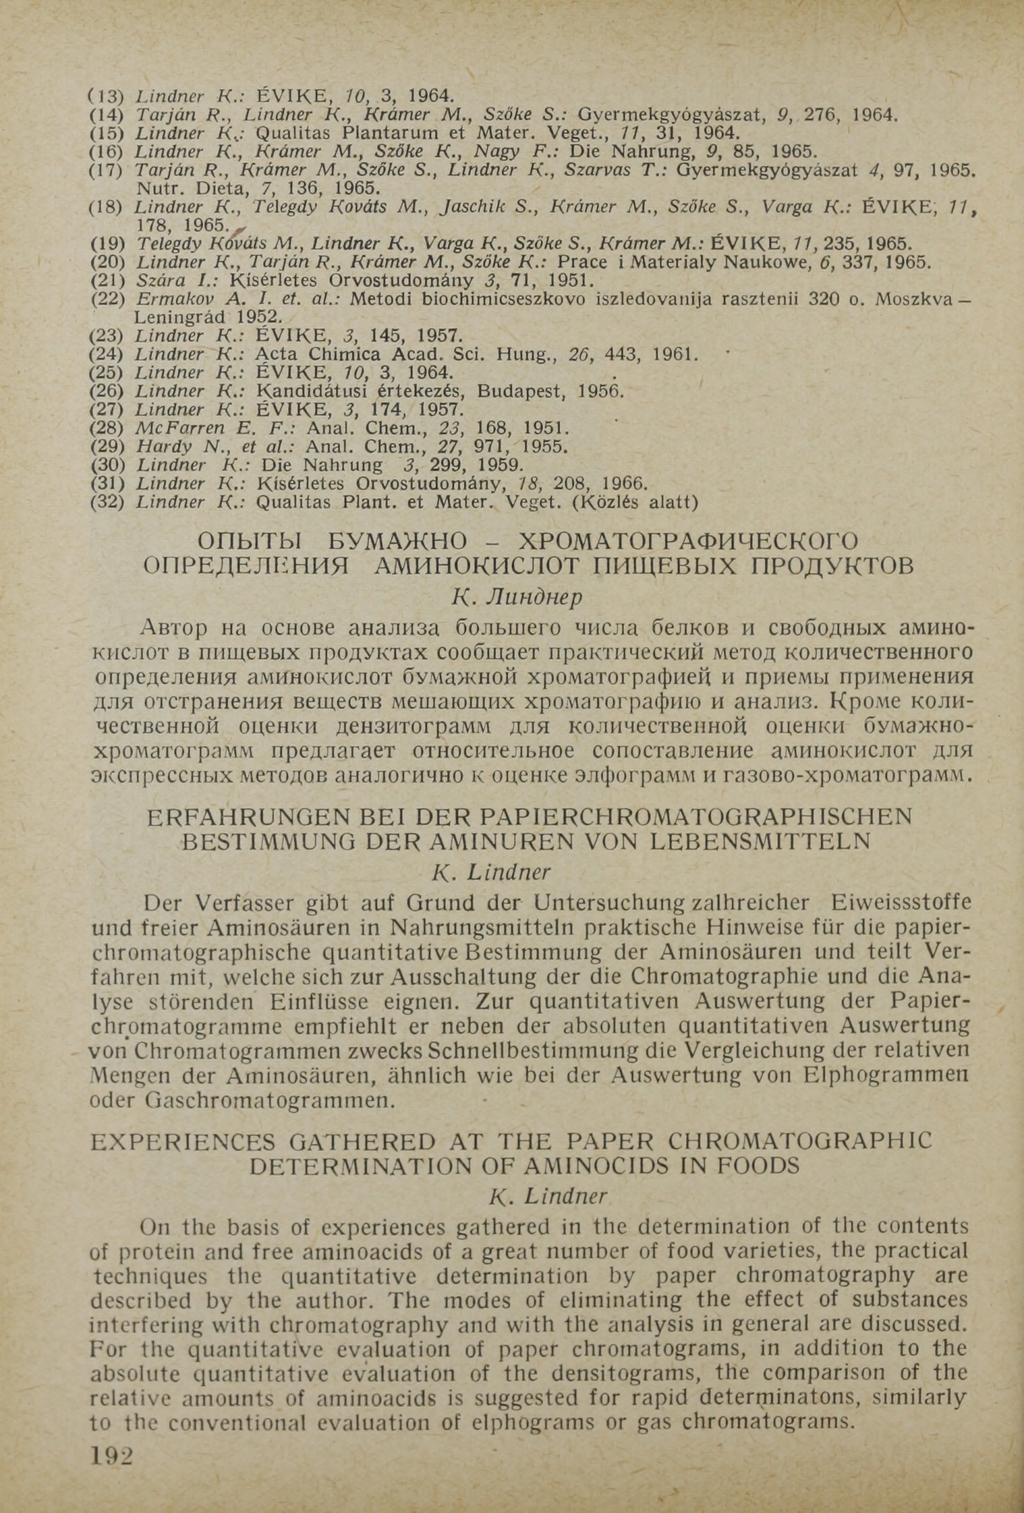 (13) Lindner K.: ÉVIKE, 10, 3, 1964.
(14) Tarján R., Lindner K., Krámer M., Szőke S.: Gyermekgyógyászat, 9, 276, 1964.
(15) Lindner K.: Qualitas Plantarum et Mater. Veget., 11, 31, 1964.
(16) Lindner K., Krámer M., Szőke K., Nagy F.: Die Nahrung, 9, 85, 1965.
(17) Tarján R., Krámer M., Szőke S., Lindner K., Szarvas T.: Gyermekgyógyászat 4, 97, 1965.
Nutr. Dieta, 7, 136, 1965.
(18) Lindner K., Telegdy Kováts M., Jaschik S., Krámer M., Szőke S., Varga K.: ÉVIKE, 11,
178, 1965.
(19) Telegdy Kováts M., Lindner K., Varga K., Szőke S., Krámer M.: ÉVIKE, 11, 235, 1965.
(20) Lindner K., Tarján R., Krámer M., Szőke K.: Prace i Materialy Naukowe, 6, 337, 1965.
(21) Szára I.: Kísérletes Orvostudomány 3, 71, 1951.
(22) Ermakov A. I. et. al.: Metodi biochimicseszkovo iszledovanija rasztenii 320 o. Moszkva –
Leningrád 1952.
(23) Lindner K.: ÉVIKE, 3, 145, 1957.
(24) Lindner K.: Acta Chimica Acad. Sci. Hung., 26, 443, 1961.
(25) Lindner K.: ÉVIKE, 10, 3, 1964.
(26) Lindner K.: Kandidátusi értekezés, Budapest, 1956.
(27) Lindner K.: ÉVIKE, 3, 174, 1957.
(28) McFarren E. F.: Anal. Chem., 23, 168, 1951.
(29) Hardy N., et al.: Anal. Chem., 27, 971, 1955.
(30) Lindner K.: Die Nahrung 3, 299, 1959.
(31) Lindner K.: Kísérletes Orvostudomány, 18, 208, 1966.
(32) Lindner K.: Qualitas Plant. et Mater. Veget. (Közlés alatt)
ОПЫТЫ БУМАЖНО – ХРОМАТОГРАФИЧЕСКОГО
ОПРЕДЕЛЕНИЯ АМИНОКИСЛОТ ПИЩЕВЫХ ПРОДУКТОВ
К. Линднер
Автор на основе анализа большего числа белков и свободных амино-
кислот в пищевых продуктах сообщает практический метод количественного
определения аминокислот бумажной хроматографией и приемы применения
для отстранения веществ мешающих хроматографию и анализ. Кроме коли-
чественной оценки дензитограмм для количественной оценки бумажно-
хроматограмм предлагает относительное сопоставление аминокислот для
экспрессных методов аналогично к оценке элфограмм и газово-хроматограмм.
ERFAHRUNGEN BEI DER PAPIERCHROMATOGRAPHISCHEN
BESTIMMUNG DER AMINUREN VON LEBENSMITTELN
K. Lindner
Der Verfasser gibt auf Grund der Untersuchung zalhreicher Eiweissstoffe
und freier Aminosäuren in Nahrungsmitteln praktische Hinweise für die papier-
chromatographische quantitative Bestimmung der Aminosäuren und teilt Ver-
fahren mit, welche sich zur Ausschaltung der die Chromatographie und die Ana-
lyse störenden Einflüsse eignen. Zur quantitativen Auswertung der Papier-
chromatogramme empfiehlt er neben der absoluten quantitativen Auswertung
von Chromatogrammen zwecks Schnellbestimmung die Vergleichung der relativen
Mengen der Aminosäuren, ähnlich wie bei der Auswertung von Elphogrammen
oder Gaschromatogrammen.
EXPERIENCES GATHERED AT THE PAPER CHROMATOGRAPHIC
DETERMINATION OF AMINOCIDS IN FOODS
K. Lindner
On the basis of experiences gathered in the determination of the contents
of protein and free aminoacids of a great number of food varieties, the practical
techniques the quantitative determination by paper chromatography are
described by the author. The modes of eliminating the effect of substances
interfering with chromatography and with the analysis in general are discussed.
For the quantitative evaluation of paper chromatograms, in addition to the
absolute quantitative evaluation of the densitograms, the comparison of the
relative amounts of aminoacids is suggested for rapid determinatons, similarly
to the conventional evaluation of elphograms or gas chromatograms.
192